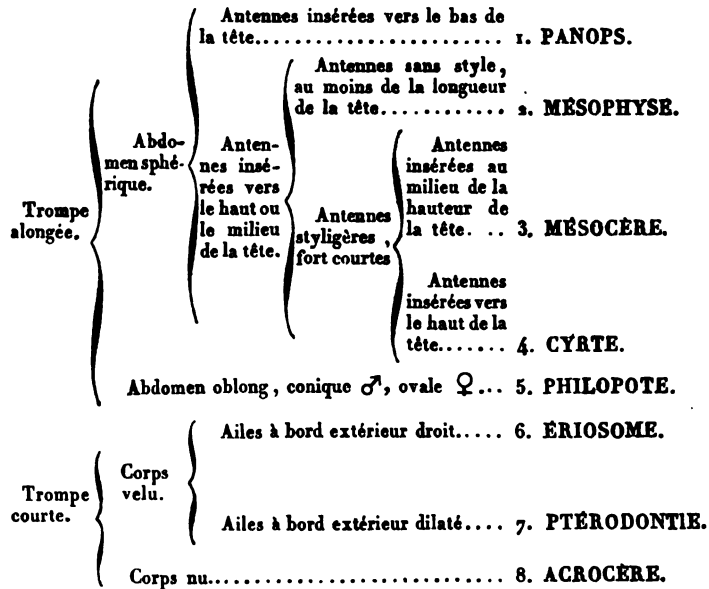 Trompe
alongée.
Abdo-
men sphé-
rique.
Antennes insérées vers le bas de
la tête.............................. 1. PANOPS.
Anten-
nes insé-
rées vers
le haut ou
le milieu
de la tête.
Antennes sans style,
au moins de la longueur
de la tête............ 2. MÉSOPHYSE.
Antennes
styligères,
fort courtes
Antennes
insérées au
milieu de la
hauteur de
la tête. .. 3. MÉSOCÈRE.
Antennes
insérées vers
le haut de la
tête....... 4. CYRTE.
Abdomen oblong, conique ♂, ovale ♀... 5. PHILOPOTE.
Trompe
courte.
Corps
velu.
Ailes à bord extérieur droit..... 6. ÉRIOSOME.
Ailes à bord extérieur dilaté.... 7. PTÉRODONTIE.
Corps nu.............................. 8. ACROCÈRE.